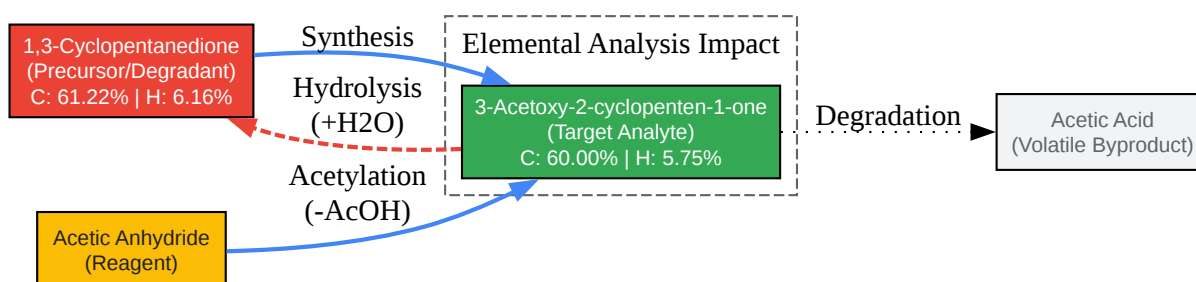 1,3-Cyclopentanedione
(Precursor/Degradant)
C: 61.22% | H: 6.16%
Synthesis
Hydrolysis
(+H2O)
Acetylation
(-AcOH)
Acetic Anhydride
(Reagent)
Elemental Analysis Impact
3-Acetoxy-2-cyclopenten-1-one
(Target Analyte)
C: 60.00% | H: 5.75%
Degradation
Acetic Acid
(Volatile Byproduct)